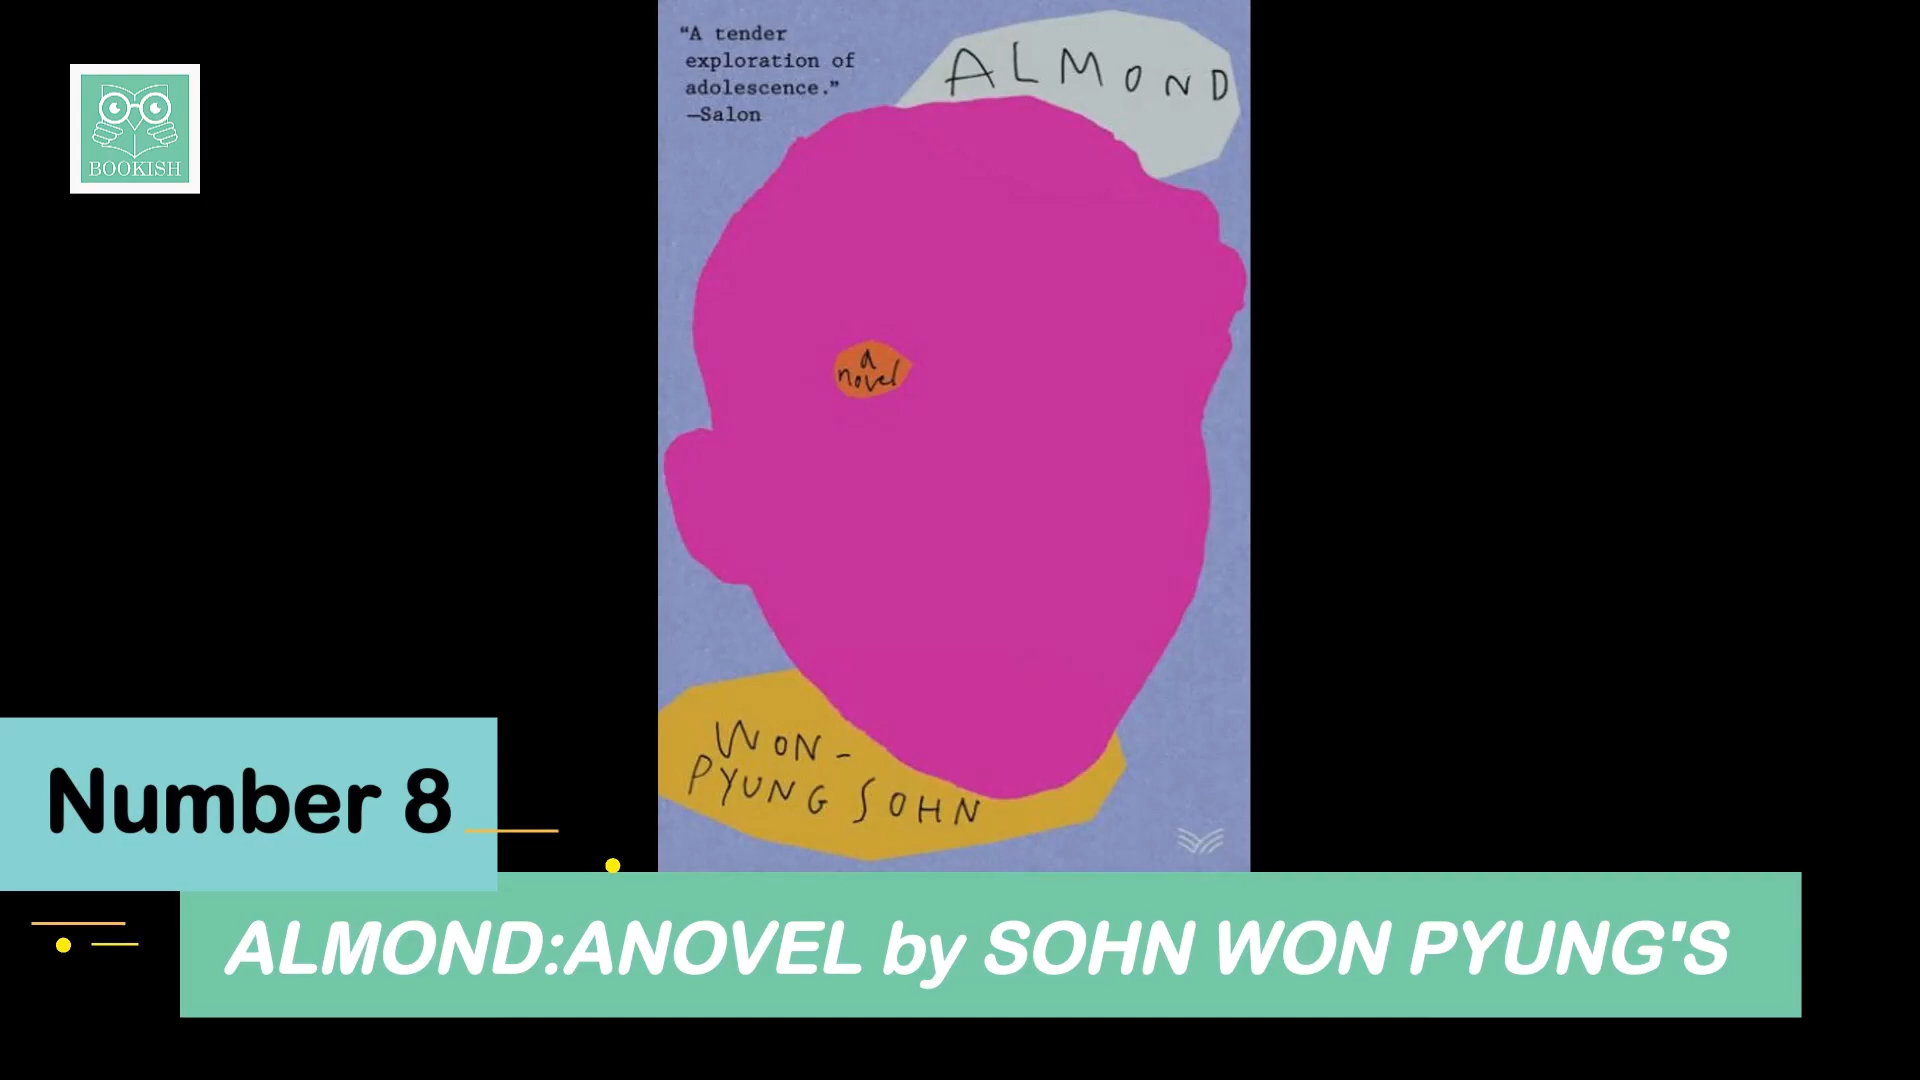 “A tender
exploration of
adolescence.”
—Salon
ALMOND
BOOKISH
a
novel
WON-
PYUNG SOHN
Number 8
ALMOND:ANOVEL by SOHN WON PYUNG'S